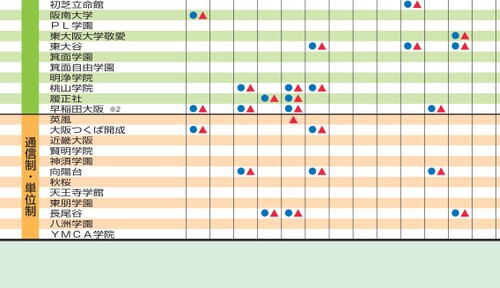 初芝立命館
阪南大学
ＰＬ学園
東大阪大学敬愛
東大谷
箕面学園
箕面自由学園
明浄学院
桃山学院
履正社
早稲田大阪 ※2
通信制・単位制
英風
大阪つくば開成
近畿大阪
賢明学院
神須学園
向陽台
秋桜
天王寺学館
東朋学園
長尾谷
八洲学園
ＹＭＣＡ学院